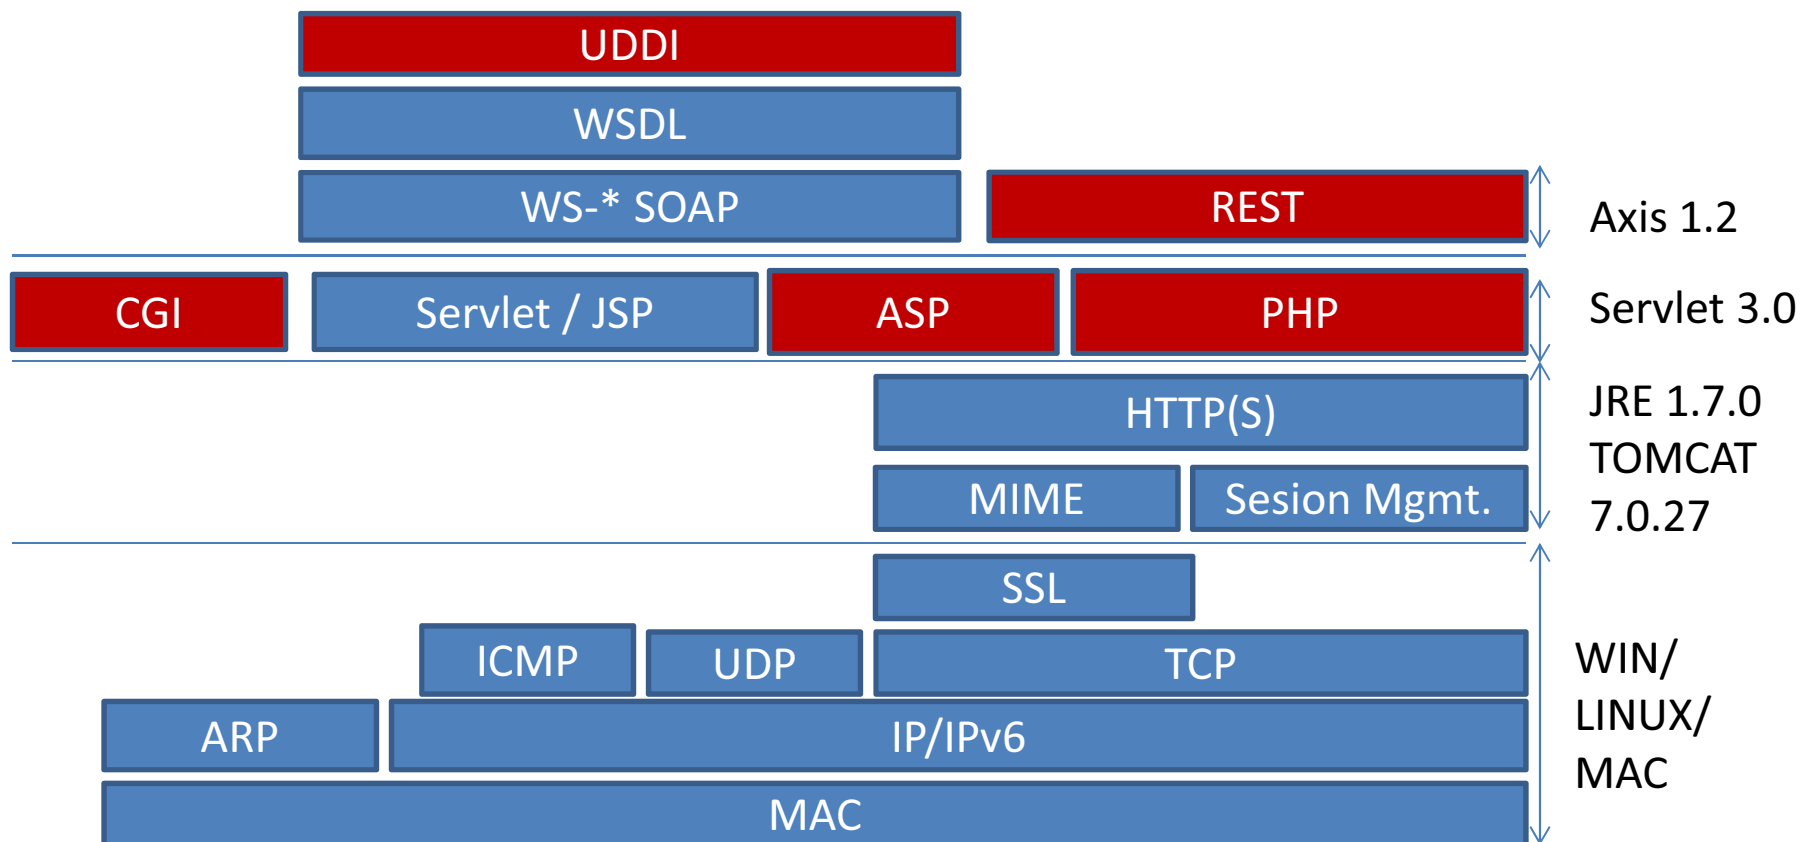 UDDI
WSDL
WS-* SOAP
REST
Axis 1.2
CGI
Servlet / JSP
ASP
PHP
Servlet 3.0
HTTP(S)
JRE 1.7.0
TOMCAT
7.0.27
MIME
Sesion Mgmt.
SSL
ICMP
UDP
TCP
WIN/
LINUX/
MAC
ARP
IP/IPv6
MAC